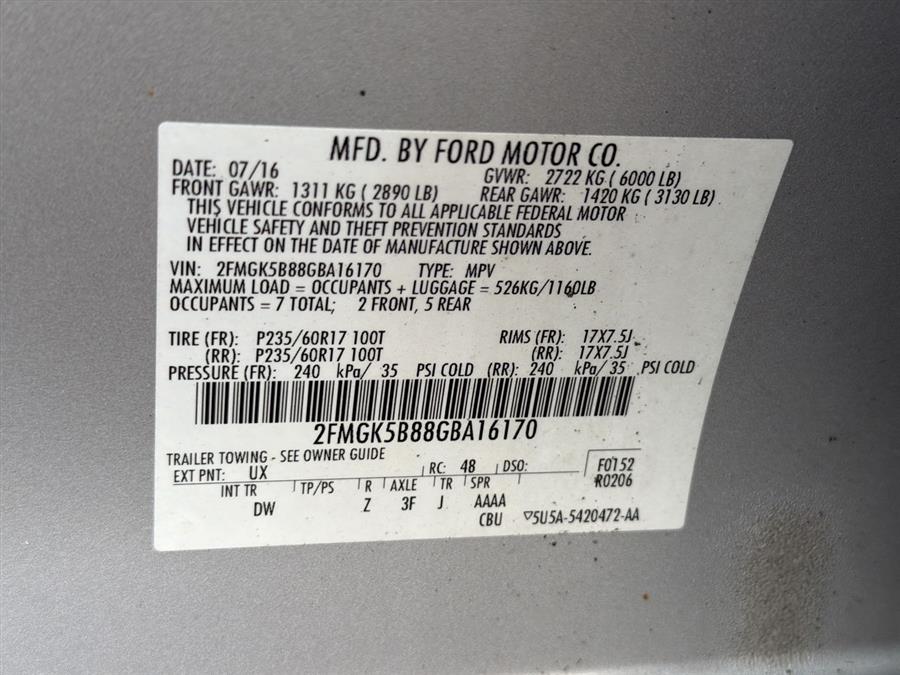 MFD. BY FORD MOTOR CO.
DATE: 07/16 GVWR: 2722 KG ( 6000 LB)
FRONT GAWR: 1311 KG ( 2890 LB) REAR GAWR: 1420 KG ( 3130 LB)
THIS VEHICLE CONFORMS TO ALL APPLICABLE FEDERAL MOTOR
VEHICLE SAFETY AND THEFT PREVENTION STANDARDS
IN EFFECT ON THE DATE OF MANUFACTURE SHOWN ABOVE.
VIN: 2FMGK5B88GBA16170 TYPE: MPV
MAXIMUM LOAD = OCCUPANTS + LUGGAGE = 526KG/1160LB
OCCUPANTS = 7 TOTAL; 2 FRONT, 5 REAR
TIRE (FR): P235/60R17 100T RIMS (FR): 17X7.5J
(RR): P235/60R17 100T (RR): 17X7.5J
PRESSURE (FR): 240 kPa/ 35 PSI COLD (RR): 240 kPa/ 35 PSI COLD
2FMGK5B88GBA16170
TRAILER TOWING - SEE OWNER GUIDE
EXT PNT: UX RC: 48 DSO: F0152
R0206
INT TR TP/PS R AXLE TR SPR
DW Z 3F J AAAA
CBU ▽5U5A-5420472-AA